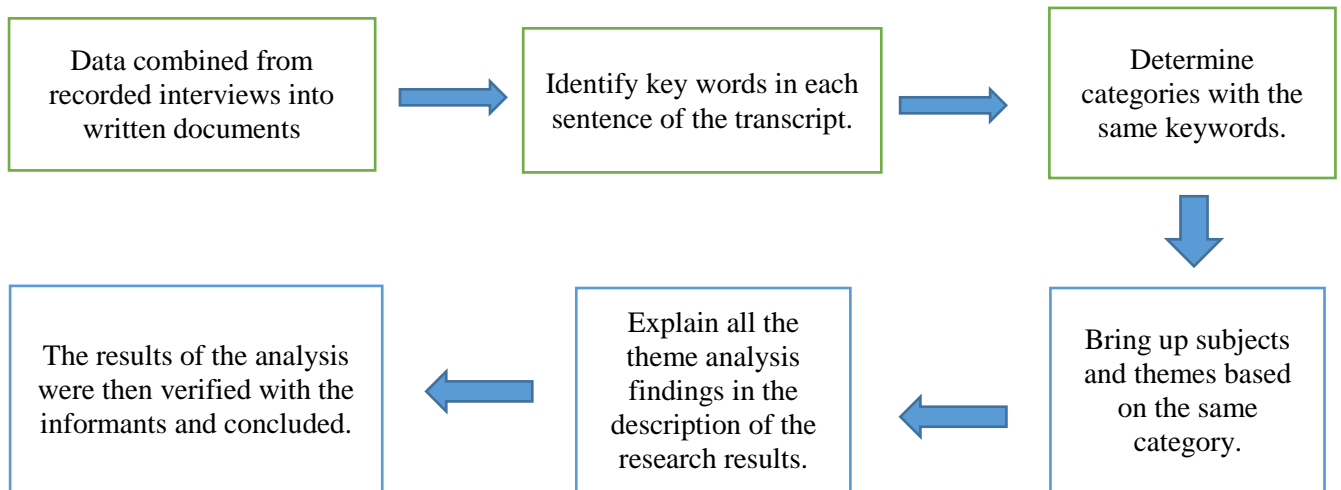 Data combined from
recorded interviews into
written documents
Identify key words in each
sentence of the transcript.
Determine
categories with the
same keywords.
Bring up subjects
and themes based
on the same
category.
Explain all the
theme analysis
findings in the
description of the
research results.
The results of the analysis
were then verified with the
informants and concluded.